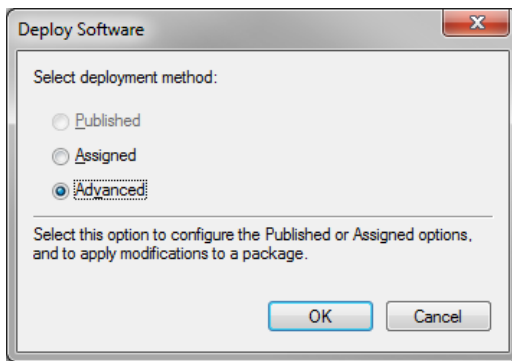 Deploy Software
Select deployment method:
Published
Assigned
Advanced
Select this option to configure the Published or Assigned options,
and to apply modifications to a package.
OK
Cancel